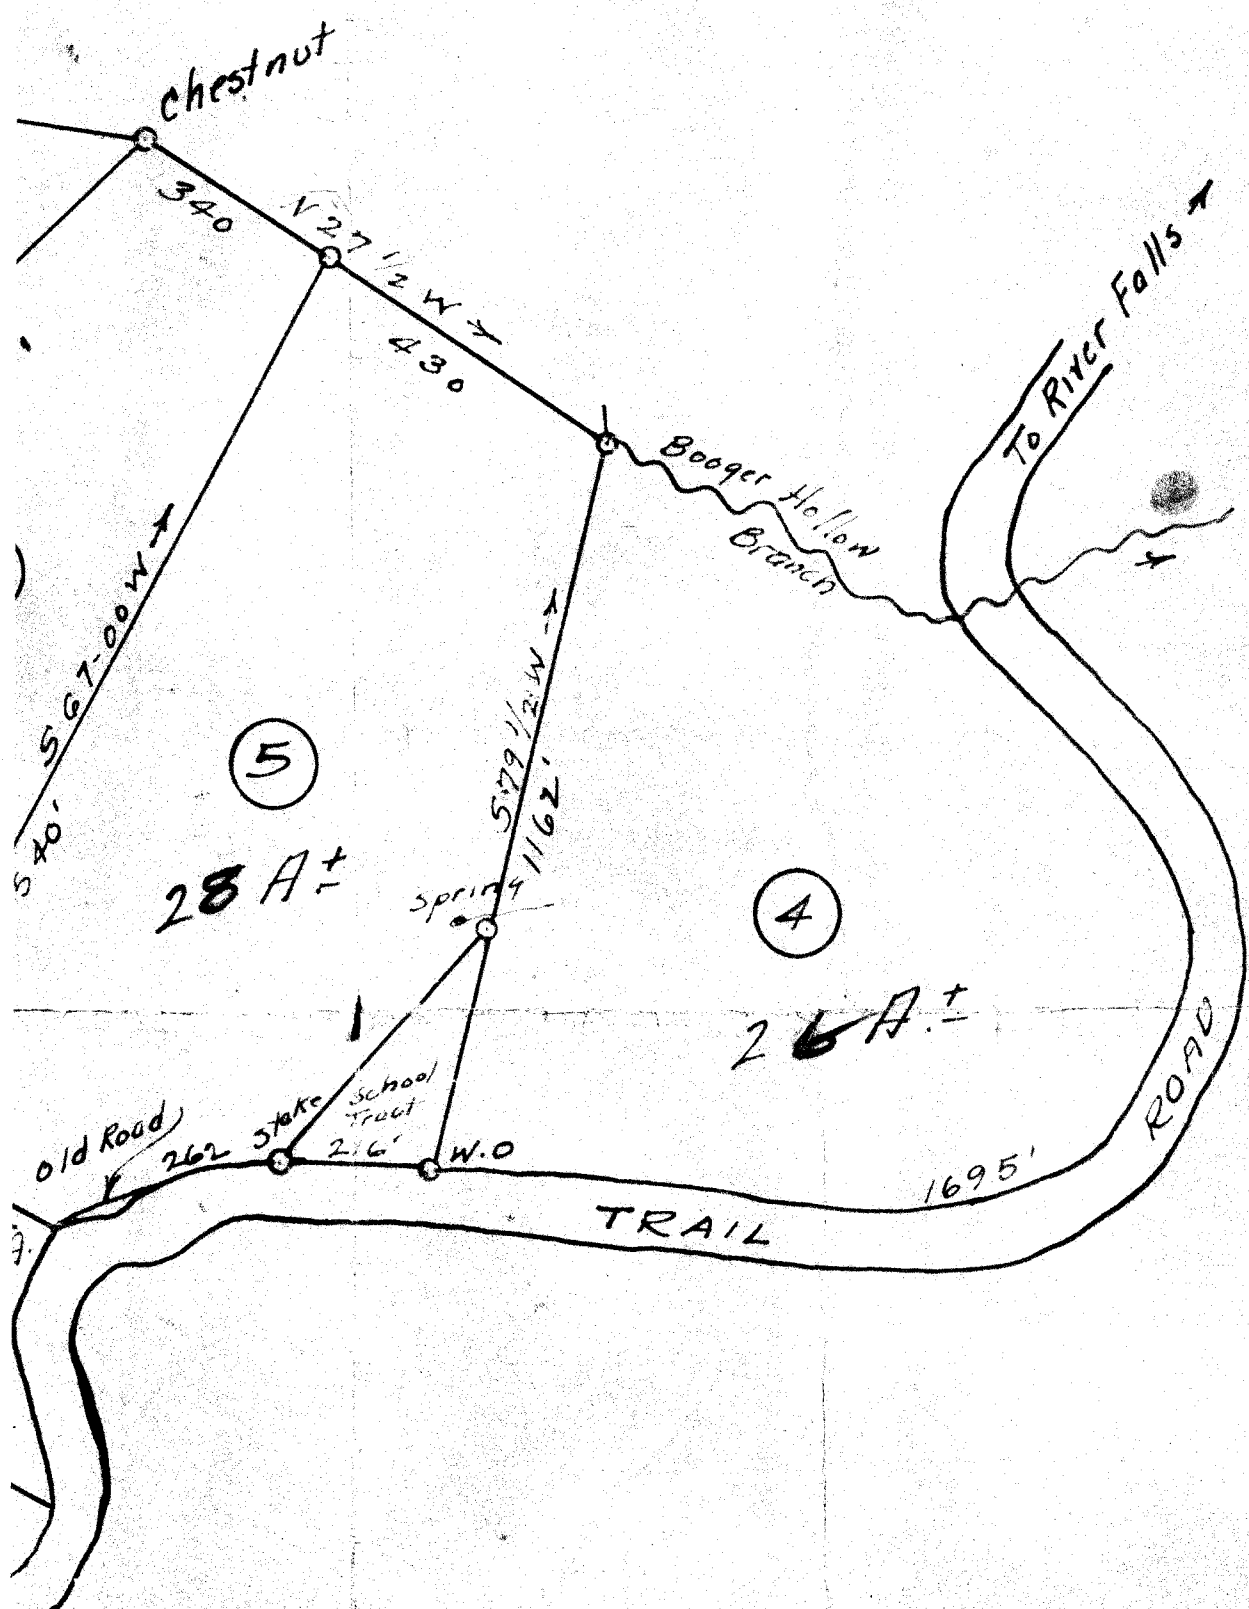 Chestnut
340
N 27 1/2 W
430
To River Falls
Booger Hollow
Branch
S 67-00 W
540'
S 79 1/2 W
1162'
5
28 A ±
Spring
4
26 A. ±
1
School
Tract
Stake
Old Road
262
W.O
1695'
TRAIL
ROAD